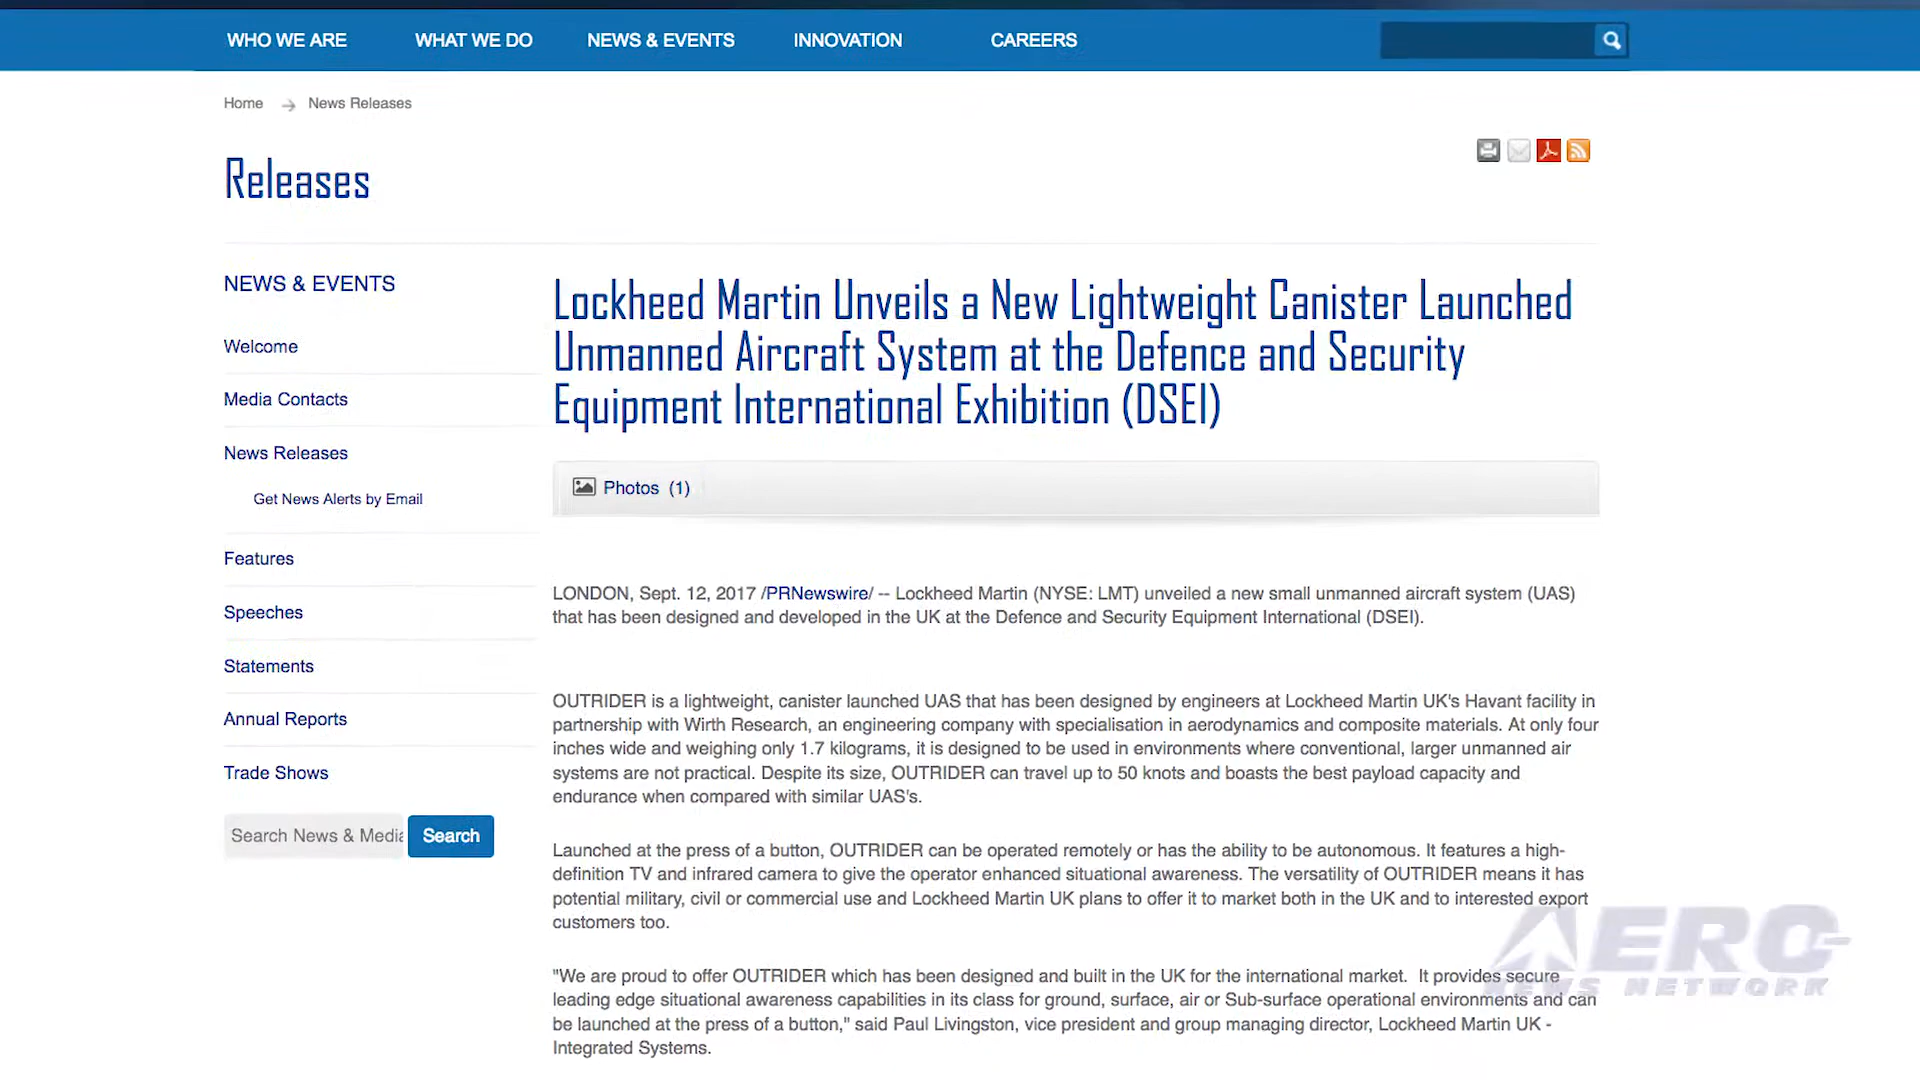 WHO WE ARE WHAT WE DO NEWS & EVENTS INNOVATION CAREERS
Home News Releases
Releases
NEWS & EVENTS
Welcome
Media Contacts
News Releases
Get News Alerts by Email
Features
Speeches
Statements
Annual Reports
Trade Shows
Search News & Media Search
Lockheed Martin Unveils a New Lightweight Canister Launched
Unmanned Aircraft System at the Defence and Security
Equipment International Exhibition (DSEI)
Photos (1)
LONDON, Sept. 12, 2017 /PRNewswire/ -- Lockheed Martin (NYSE: LMT) unveiled a new small unmanned aircraft system (UAS)
that has been designed and developed in the UK at the Defence and Security Equipment International (DSEI).
OUTRIDER is a lightweight, canister launched UAS that has been designed by engineers at Lockheed Martin UK's Havant facility in
partnership with Wirth Research, an engineering company with specialisation in aerodynamics and composite materials. At only four
inches wide and weighing only 1.7 kilograms, it is designed to be used in environments where conventional, larger unmanned air
systems are not practical. Despite its size, OUTRIDER can travel up to 50 knots and boasts the best payload capacity and
endurance when compared with similar UAS's.
Launched at the press of a button, OUTRIDER can be operated remotely or has the ability to be autonomous. It features a high-
definition TV and infrared camera to give the operator enhanced situational awareness. The versatility of OUTRIDER means it has
potential military, civil or commercial use and Lockheed Martin UK plans to offer it to market both in the UK and to interested export
customers too.
"We are proud to offer OUTRIDER which has been designed and built in the UK for the international market. It provides secure
leading edge situational awareness capabilities in its class for ground, surface, air or Sub-surface operational environments and can
be launched at the press of a button," said Paul Livingston, vice president and group managing director, Lockheed Martin UK -
Integrated Systems.
AERO-
NEWS NETWORK